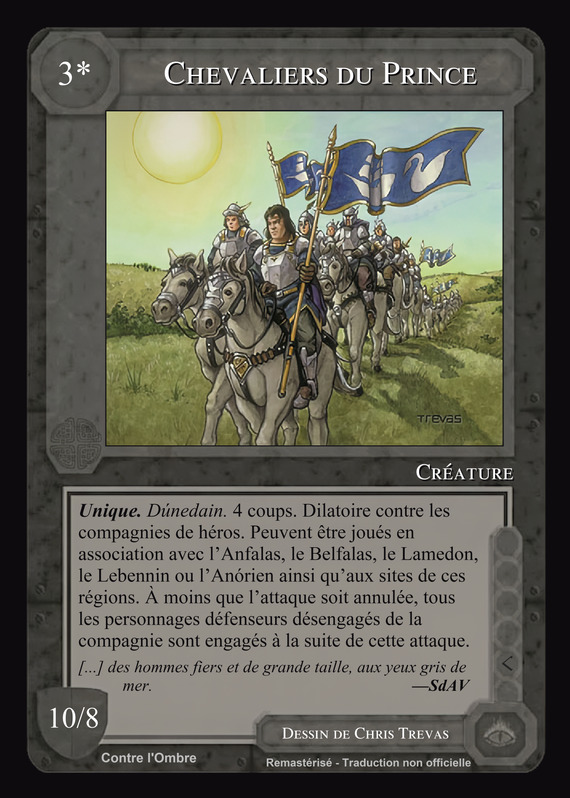 3*
Chevaliers du Prince
TREVAS
Créature
Unique. Dúnedain. 4 coups. Dilatoire contre les
compagnies de héros. Peuvent être joués en
association avec l'Anfalas, le Belfalas, le Lamedon,
le Lebennin ou l'Anórien ainsi qu'aux sites de ces
régions. À moins que l'attaque soit annulée, tous
les personnages défenseurs désengagés de la
compagnie sont engagés à la suite de cette attaque.
[...] des hommes fiers et de grande taille, aux yeux gris de
mer. —SdAV
10/8
Dessin de Chris Trevas
Contre l'Ombre
Remastérisé - Traduction non officielle